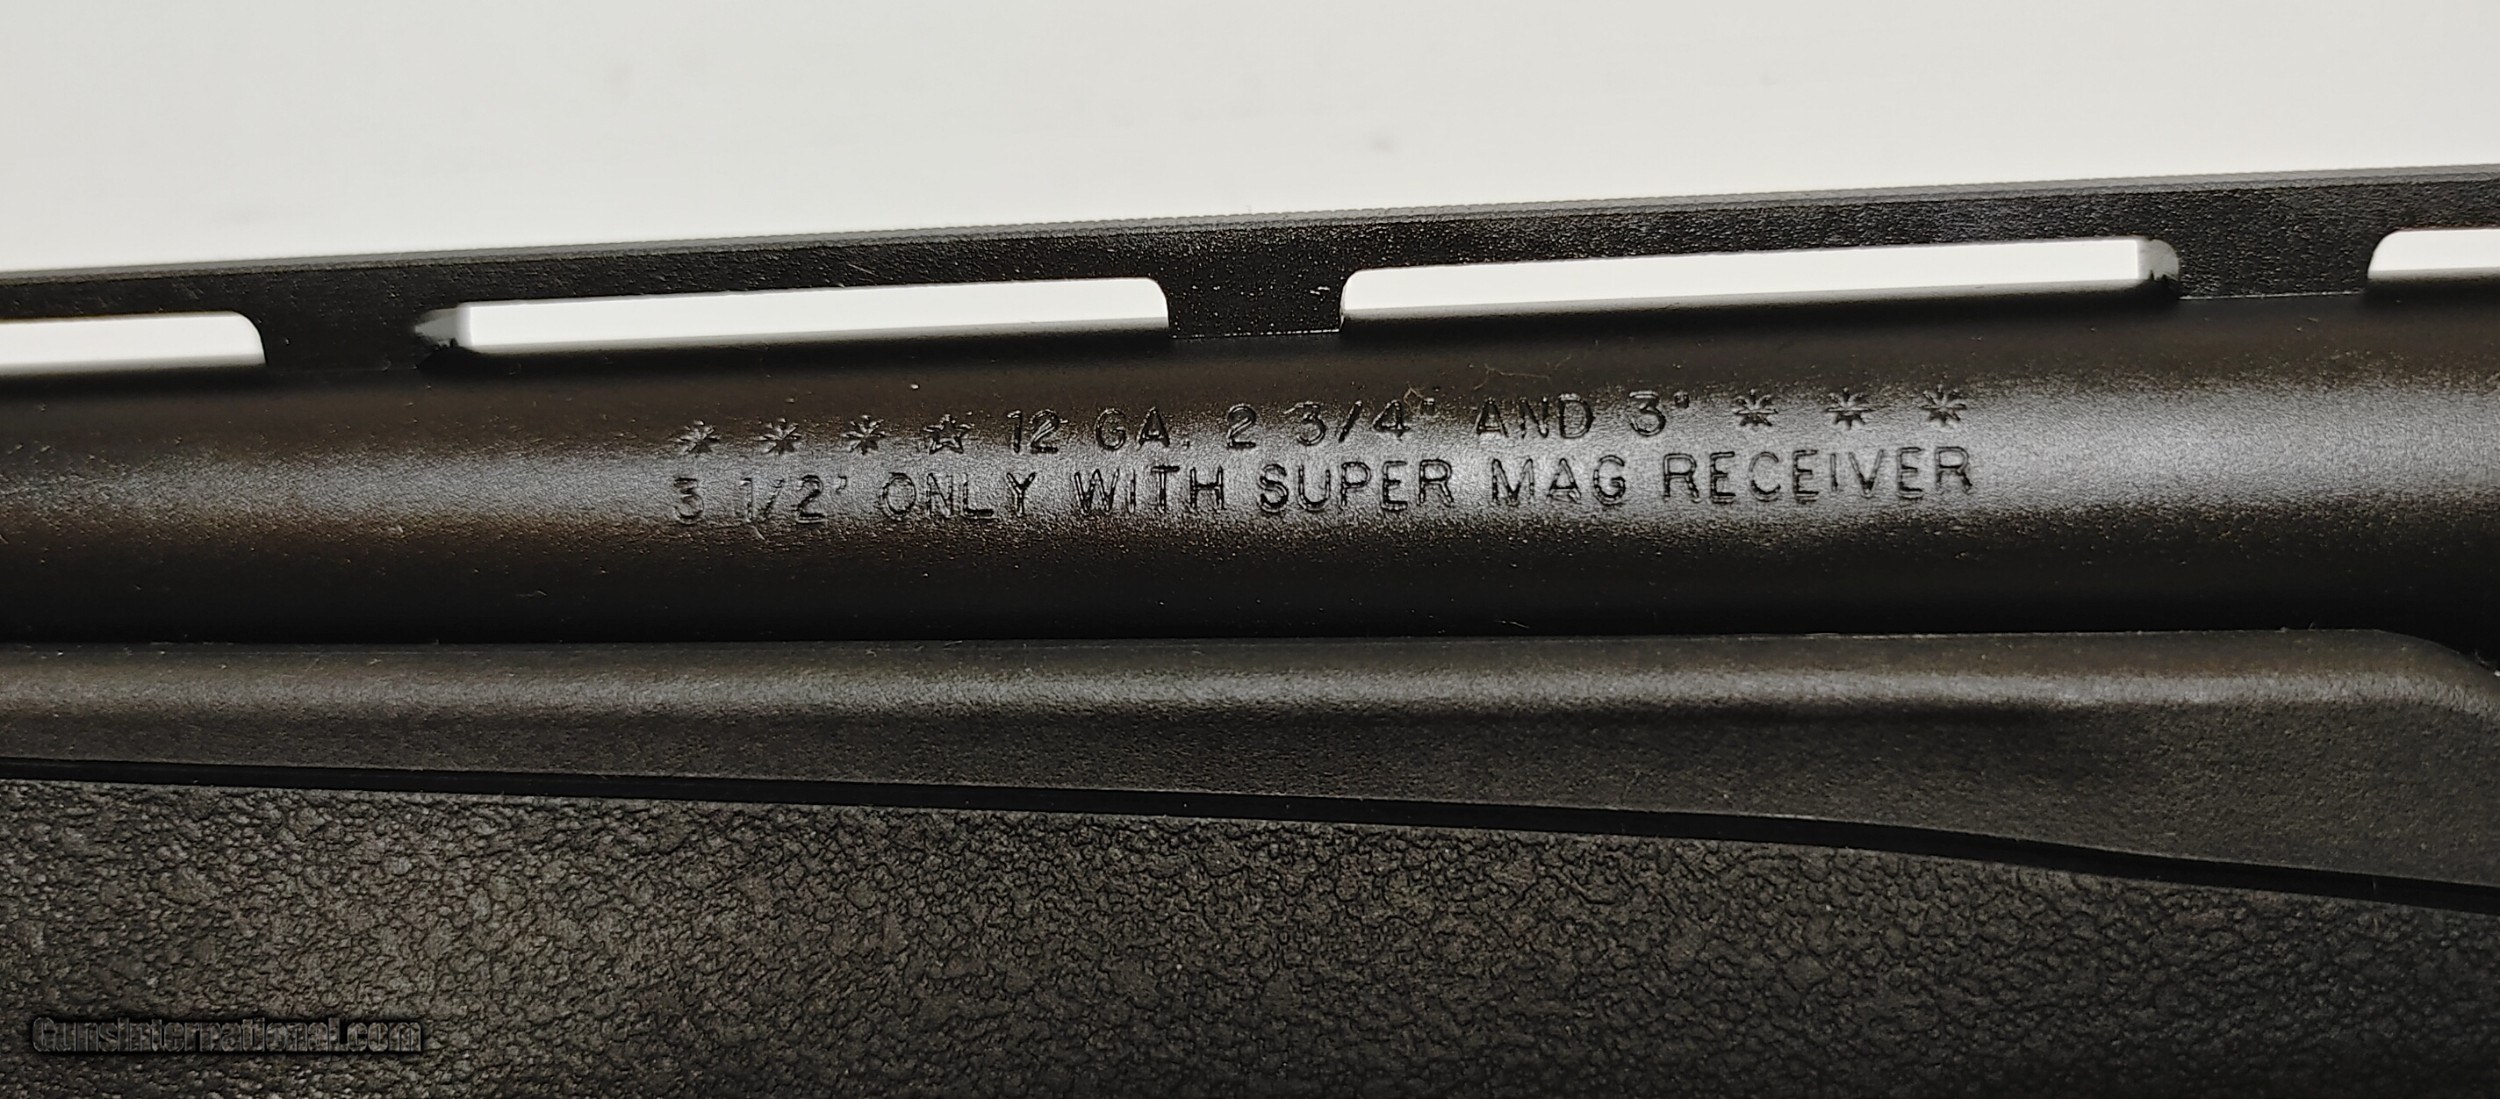 * * * ☆ 12 GA. 2 3/4" AND 3" * * *
3 1/2" ONLY WITH SUPER MAG RECEIVER
GunsInternational.com